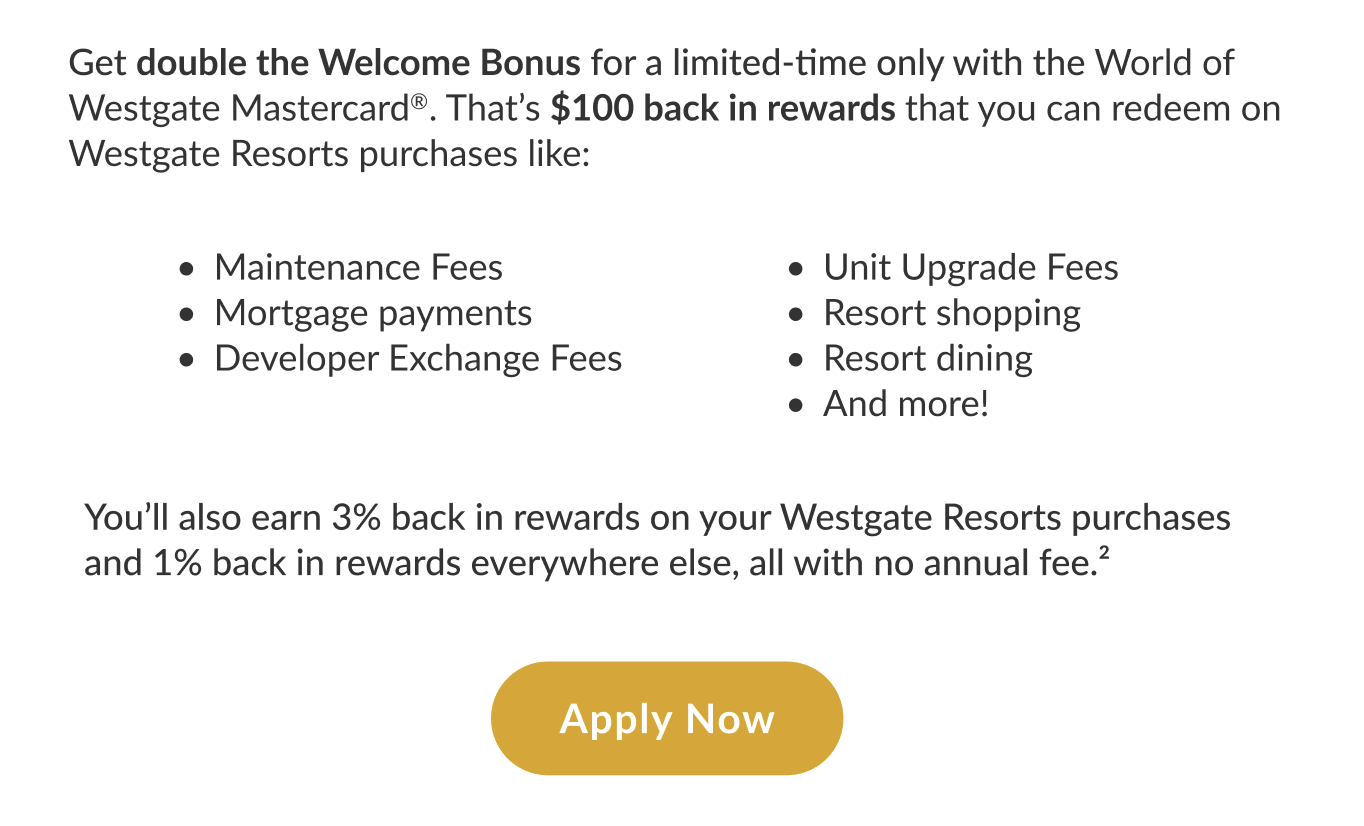 Get double the Welcome Bonus for a limited-time only with the World of
Westgate Mastercard®. That’s $100 back in rewards that you can redeem on
Westgate Resorts purchases like:
• Maintenance Fees
• Mortgage payments
• Developer Exchange Fees
• Unit Upgrade Fees
• Resort shopping
• Resort dining
• And more!
You’ll also earn 3% back in rewards on your Westgate Resorts purchases
and 1% back in rewards everywhere else, all with no annual fee.²
Apply Now